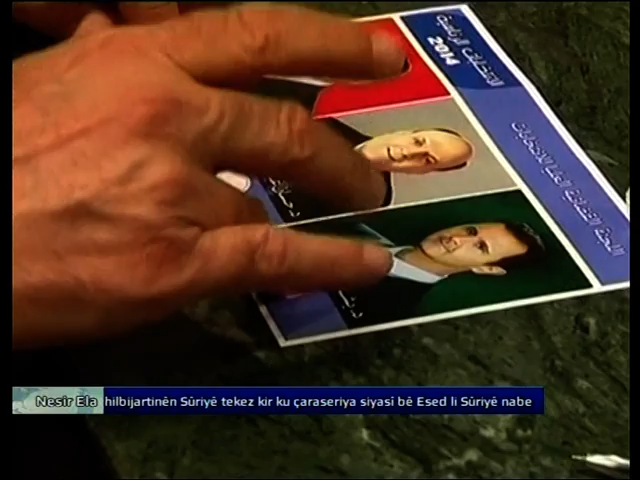 الانتخابات الرئاسية
2014
اللجنة القضائية العليا للانتخابات
Nesîr Ela hilbijartinên Sûriyê tekez kir ku çaraseriya siyasî bê Esed li Sûriyê nabe